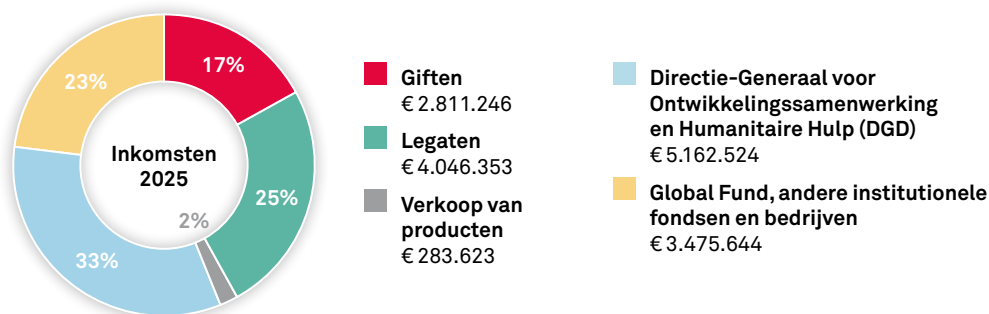 17%
23%
Inkomsten
2025
25%
2%
33%
Giften
€ 2.811.246
Legaten
€ 4.046.353
Verkoop van
producten
€ 283.623
Directie-Generaal voor
Ontwikkelingssamenwerking
en Humanitaire Hulp (DGD)
€ 5.162.524
Global Fund, andere institutionele
fondsen en bedrijven
€ 3.475.644